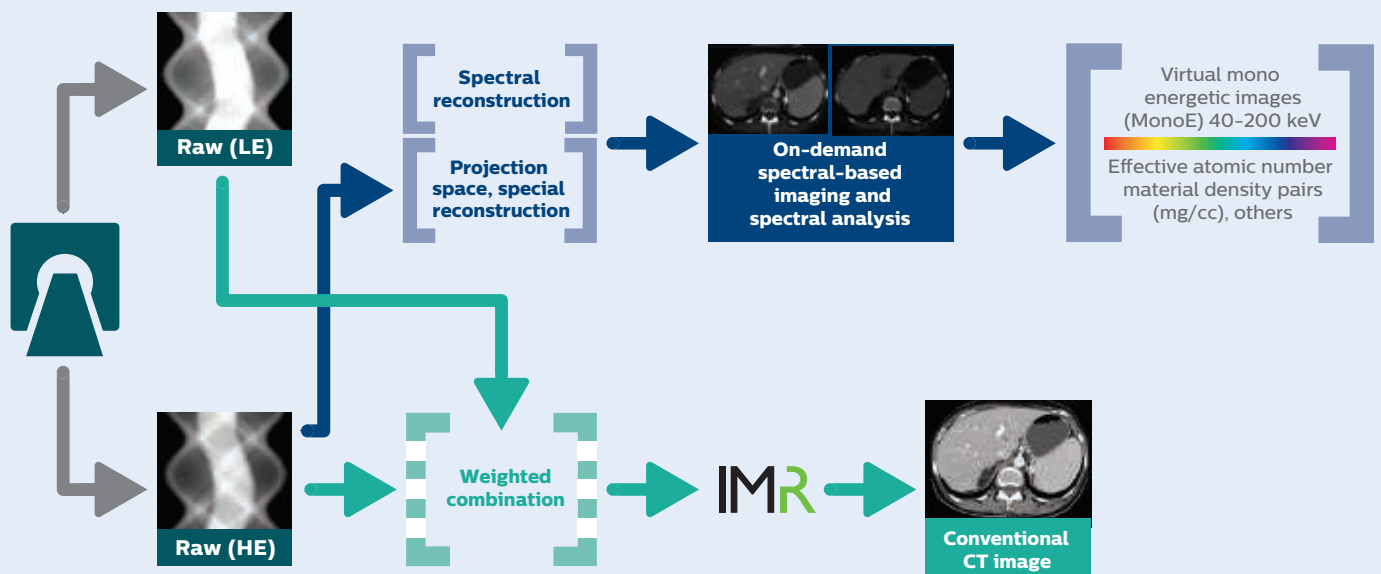 Raw (LE)
Spectral
reconstruction
Projection
space, special
reconstruction
On-demand
spectral-based
imaging and
spectral analysis
Virtual mono
energetic images
(MonoE) 40-200 keV
Effective atomic number
material density pairs
(mg/cc), others
Raw (HE)
Weighted
combination
IMR
Conventional
CT image